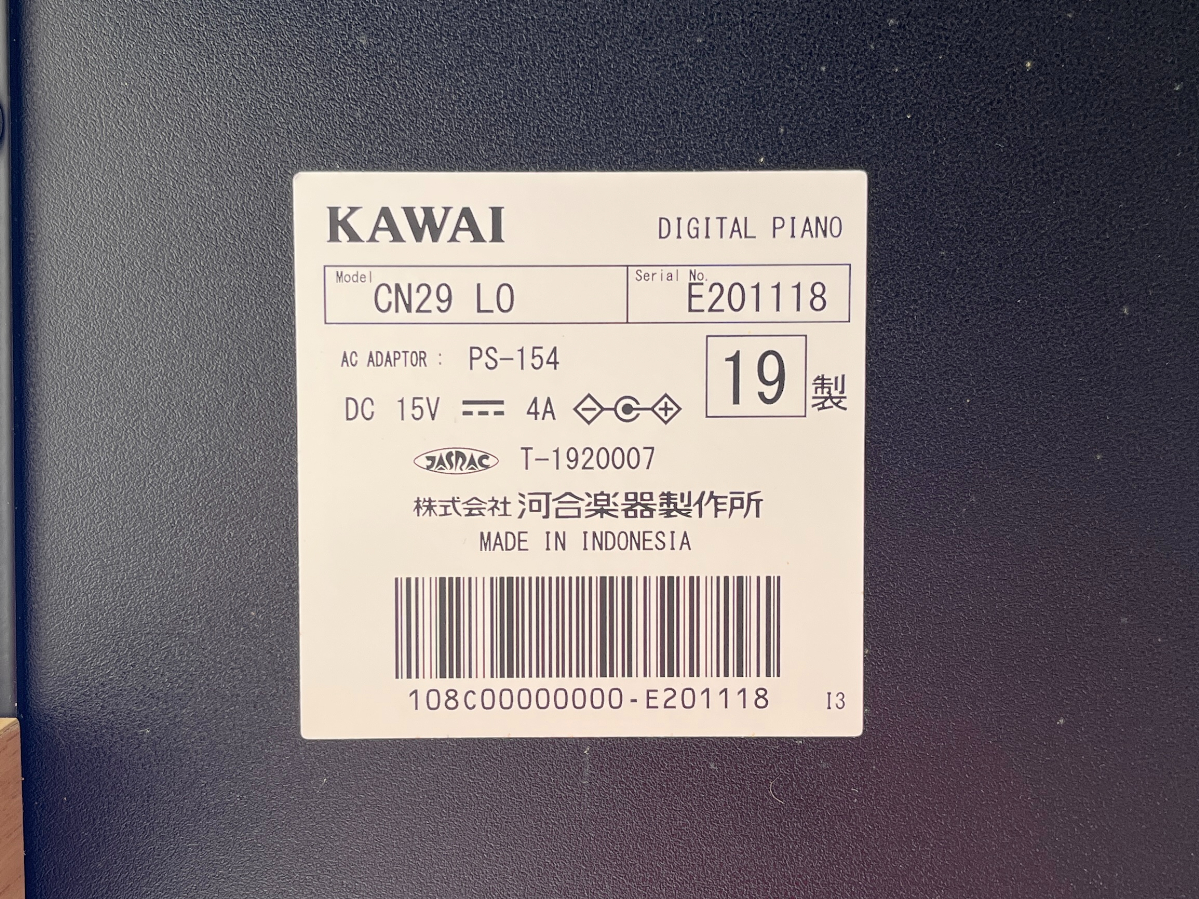 KAWAI
DIGITAL PIANO
Model
CN29 LO
Serial No.
E201118
AC ADAPTOR : PS-154
19 製
DC 15V ⎓ 4A
JASRAC T-1920007
株式会社 河合楽器製作所
MADE IN INDONESIA
108C00000000-E201118
I3